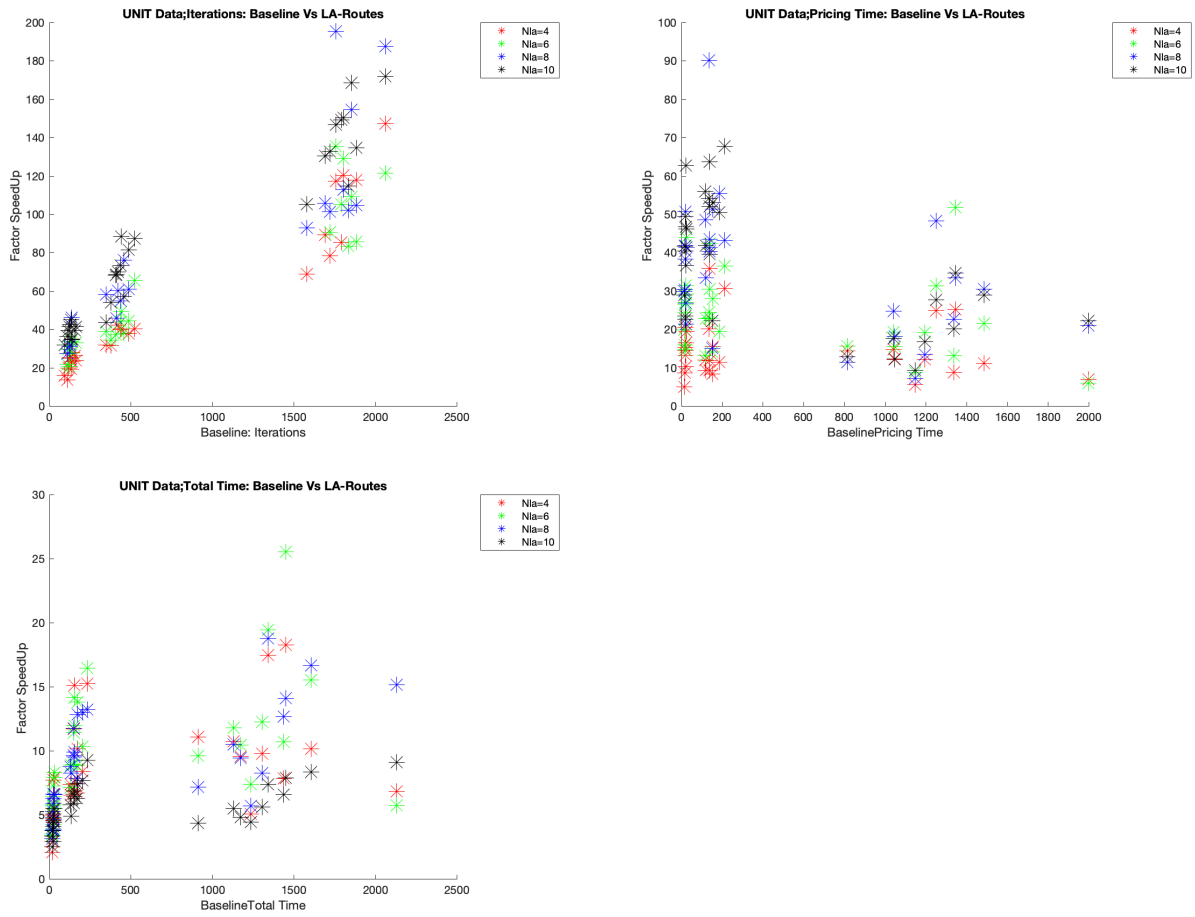 UNIT Data;Iterations: Baseline Vs LA-Routes
200
180
160
140
120
100
80
60
40
20
0
Factor SpeedUp
0 500 1000 1500 2000 2500
Baseline: Iterations
Nla=4
Nla=6
Nla=8
Nla=10
UNIT Data;Pricing Time: Baseline Vs LA-Routes
100
90
80
70
60
50
40
30
20
10
0
Factor SpeedUp
0 200 400 600 800 1000 1200 1400 1600 1800 2000
BaselinePricing Time
Nla=4
Nla=6
Nla=8
Nla=10
UNIT Data;Total Time: Baseline Vs LA-Routes
30
25
20
15
10
5
0
Factor SpeedUp
0 500 1000 1500 2000 2500
BaselineTotal Time
Nla=4
Nla=6
Nla=8
Nla=10